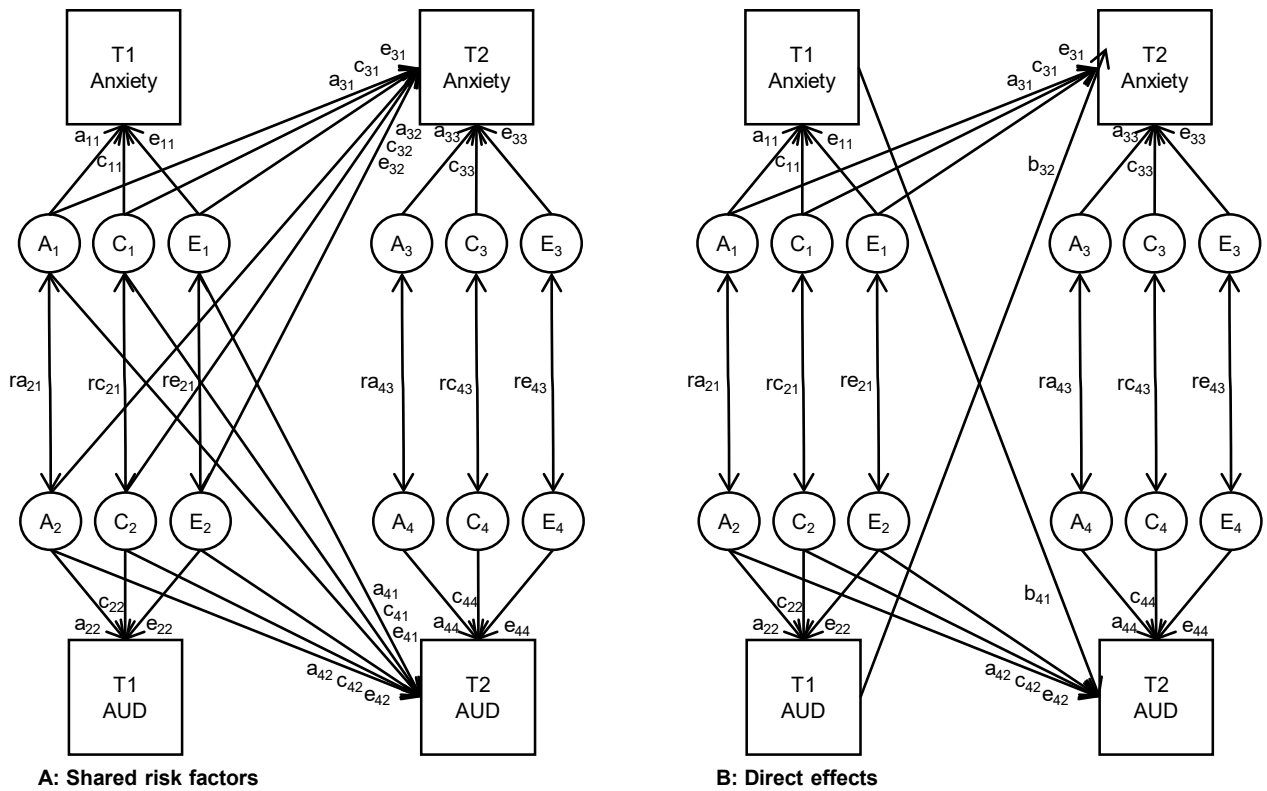 T1
Anxiety
T2
Anxiety
e31
c31
a31
a11
c11
e11
a32
c32
e32
a33
c33
e33
A1
C1
E1
A3
C3
E3
ra21
rc21
re21
ra43
rc43
re43
A2
C2
E2
A4
C4
E4
a22
c22
e22
a41
c41
e41
a42
c42
e42
a44
c44
e44
T1
AUD
T2
AUD
A: Shared risk factors
T1
Anxiety
T2
Anxiety
e31
c31
a31
a11
c11
e11
b32
a33
c33
e33
A1
C1
E1
A3
C3
E3
ra21
rc21
re21
ra43
rc43
re43
A2
C2
E2
A4
C4
E4
a22
c22
e22
b41
a42
c42
e42
a44
c44
e44
T1
AUD
T2
AUD
B: Direct effects